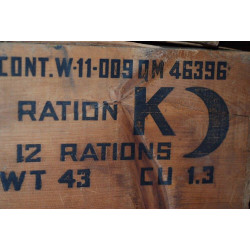 CONT.W-11-009 QM 46396
RATION K
12 RATIONS
WT 43 CU 1.3